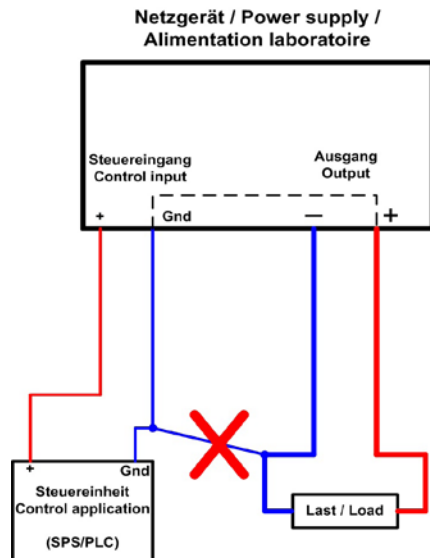 Netzgerät / Power supply /
Alimentation laboratoire
Steuereingang
Control input
Ausgang
Output
+
Gnd
—
+
+
Gnd
Steuereinheit
Control application
(SPS/PLC)
Last / Load